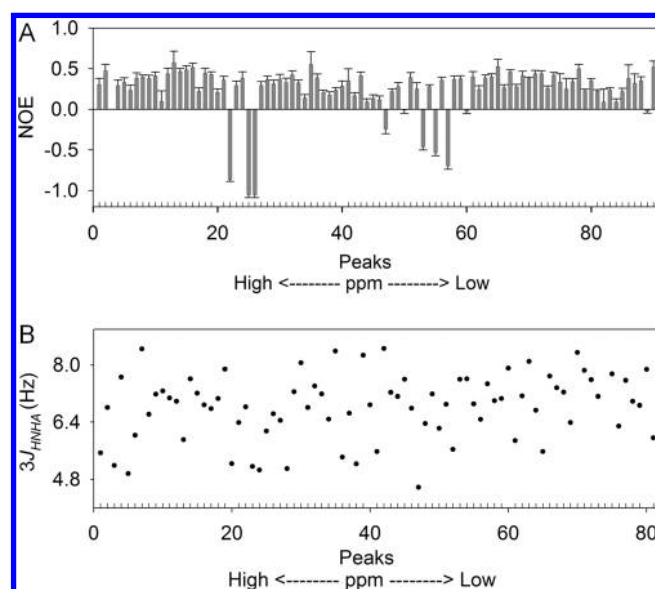 A
1.0
0.5
0.0
-0.5
-1.0
NOE
0 20 40 60 80
Peaks
High <-------- ppm --------> Low
B
8.0
6.4
4.8
3J_HNHA (Hz)
0 20 40 60 80
Peaks
High <-------- ppm --------> Low